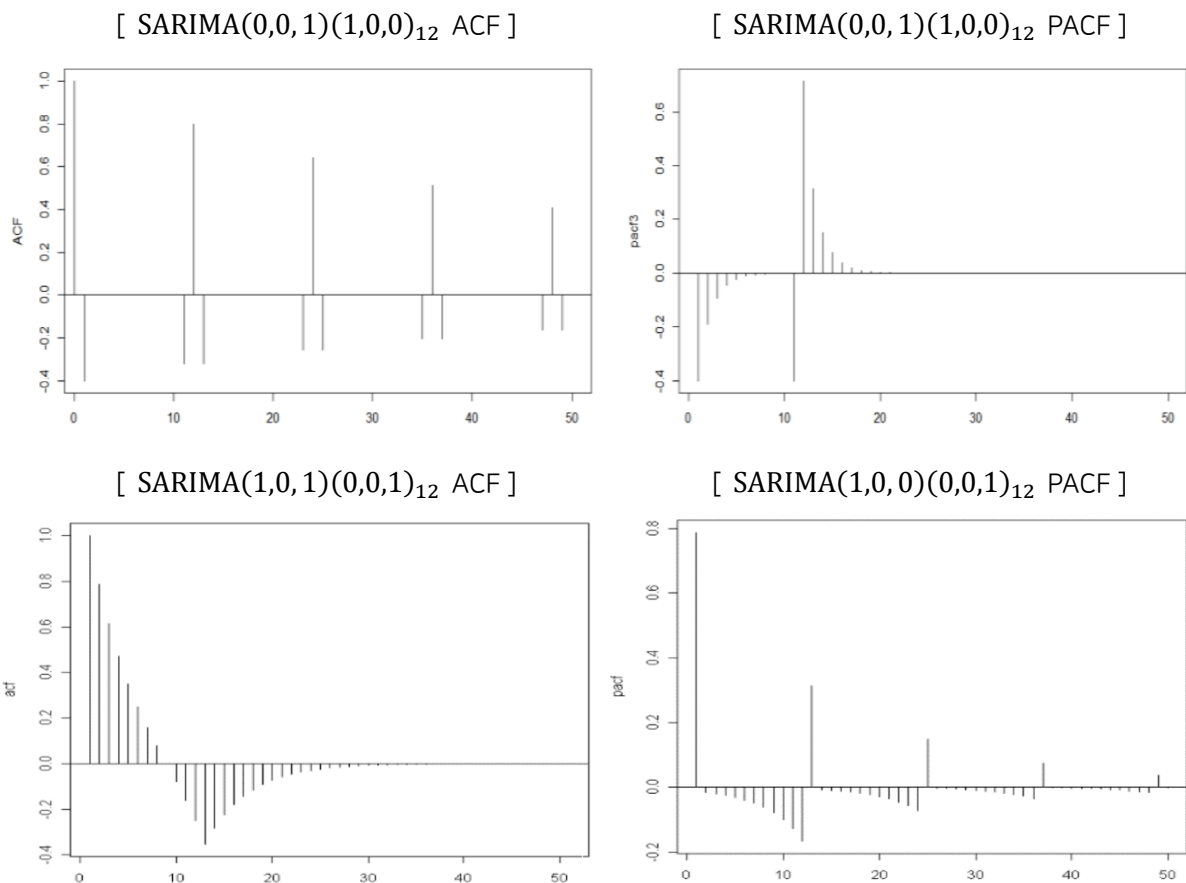 [ SARIMA(0,0, 1)(1,0,0)₁₂ ACF ]
[ SARIMA(0,0, 1)(1,0,0)₁₂ PACF ]
1.0
0.8
0.6
0.4
0.2
0.0
-0.2
-0.4
ACF
0 10 20 30 40 50
0.6
0.4
0.2
0.0
-0.2
-0.4
pacf3
0 10 20 30 40 50
[ SARIMA(1,0, 1)(0,0,1)₁₂ ACF ]
[ SARIMA(1,0, 0)(0,0,1)₁₂ PACF ]
1.0
0.8
0.6
0.4
0.2
0.0
-0.2
-0.4
acf
0 10 20 30 40 50
0.8
0.6
0.4
0.2
0.0
-0.2
pacf
0 10 20 30 40 50